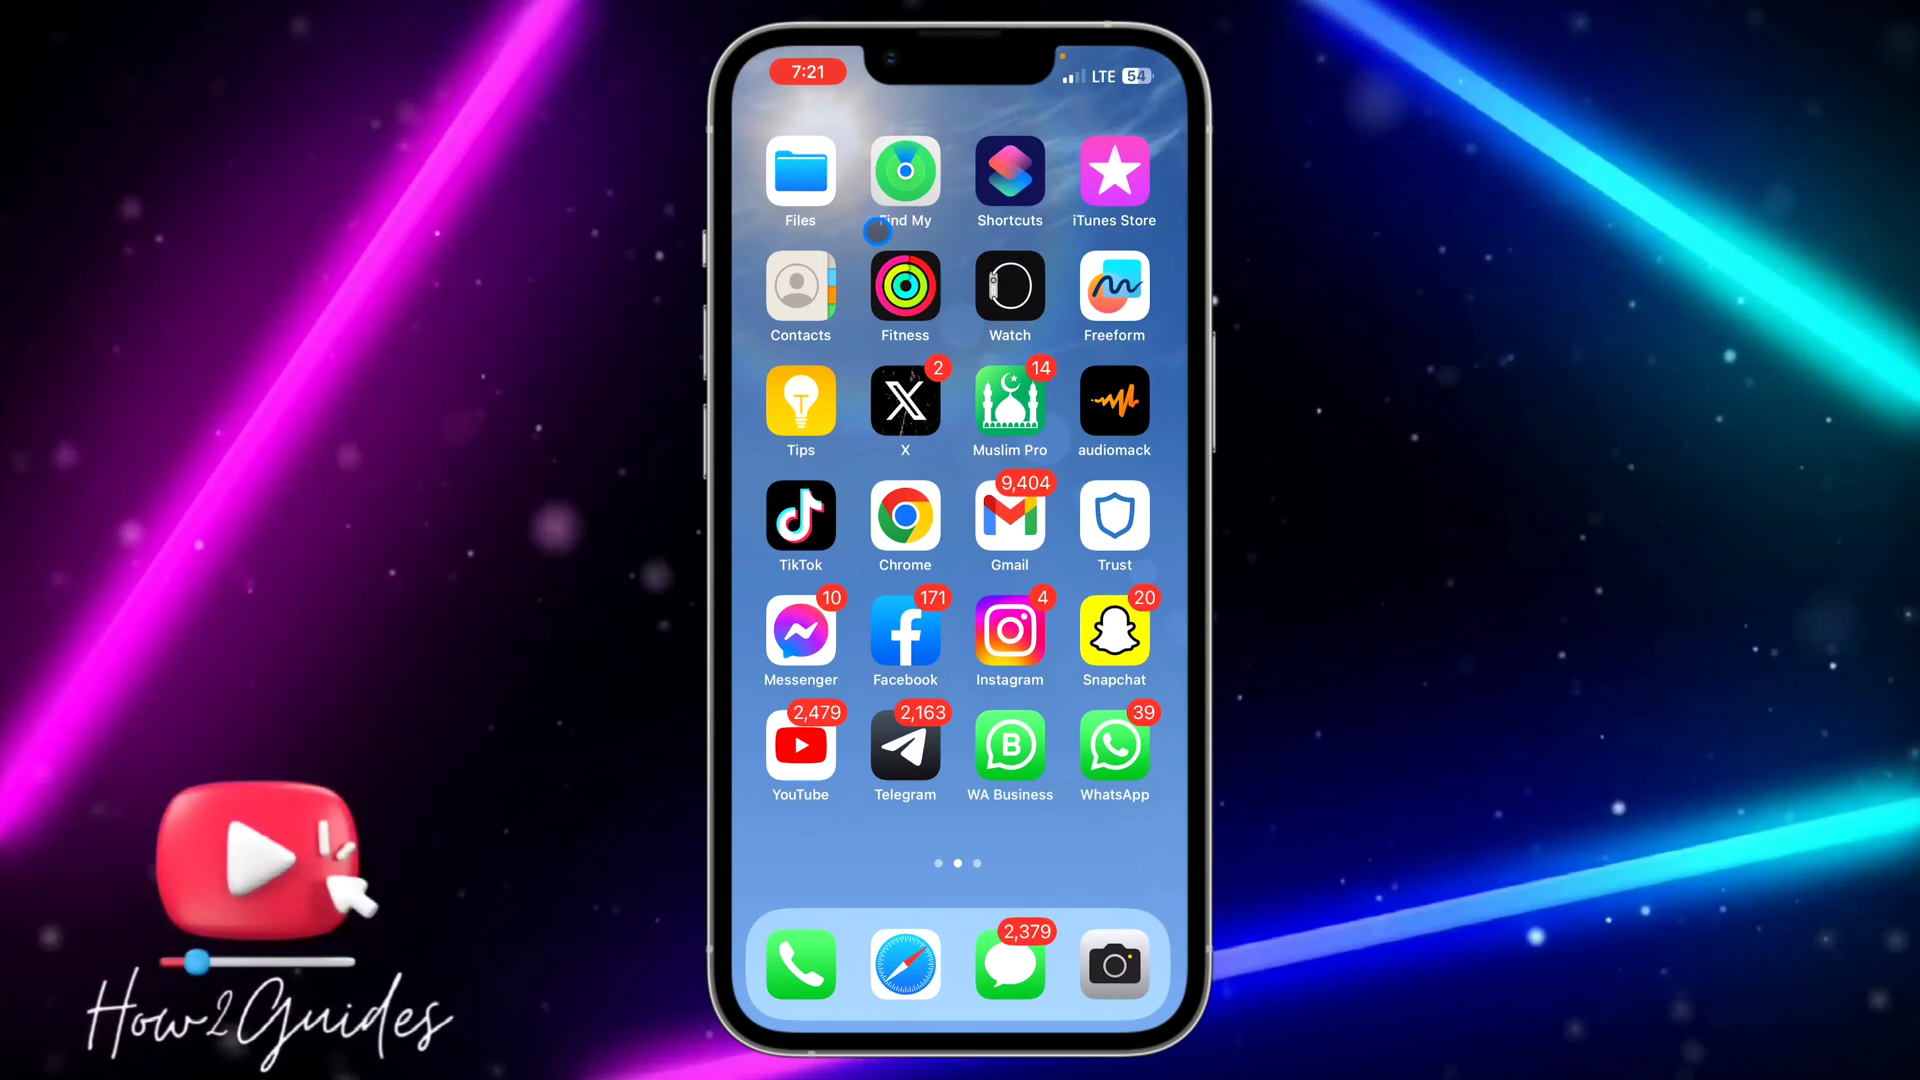 7:21
LTE 54
Files
Find My
Shortcuts
iTunes Store
Contacts
Fitness
Watch
Freeform
2
14
Tips
X
Muslim Pro
audiomack
9,404
TikTok
Chrome
Gmail
Trust
10
171
4
20
Messenger
Facebook
Instagram
Snapchat
2,479
2,163
B
39
YouTube
Telegram
WA Business
WhatsApp
2,379
How2Guides